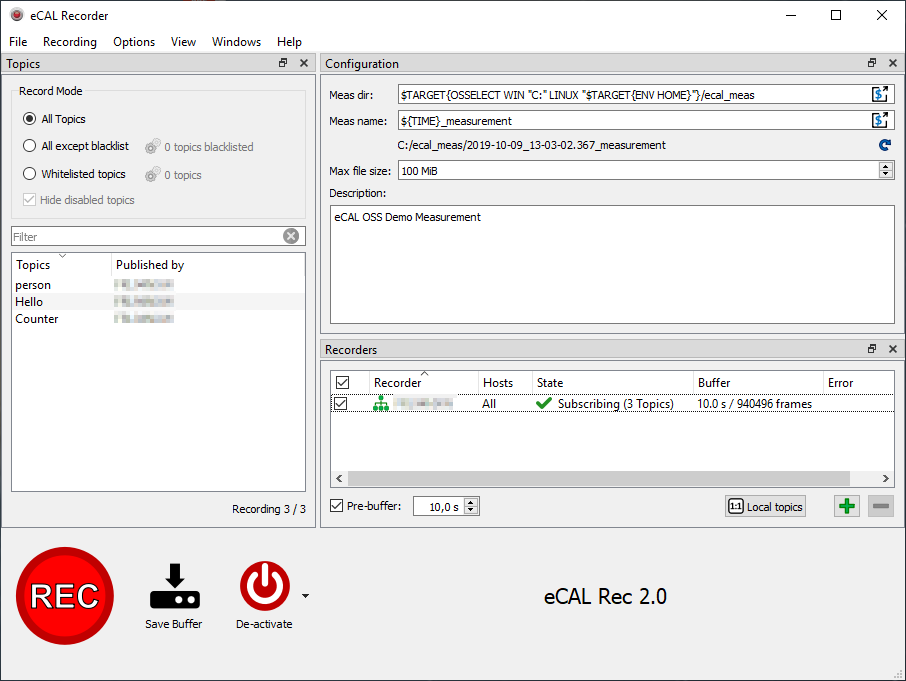 eCAL Recorder
File Recording Options View Windows Help
Topics
Record Mode
All Topics
All except blacklist 0 topics blacklisted
Whitelisted topics 0 topics
Hide disabled topics
Filter
Topics Published by
person
Hello
Counter
Recording 3 / 3
Configuration
Meas dir: $TARGET{OSSELECT WIN "C:" LINUX "$TARGET{ENV HOME}"}/ecal_meas
Meas name: ${TIME}_measurement
C:/ecal_meas/2019-10-09_13-03-02.367_measurement
Max file size: 100 MiB
Description:
eCAL OSS Demo Measurement
Recorders
Recorder Hosts State Buffer Error
All Subscribing (3 Topics) 10.0 s / 940496 frames
Pre-buffer: 10,0 s 1:1 Local topics
REC
Save Buffer
De-activate
eCAL Rec 2.0